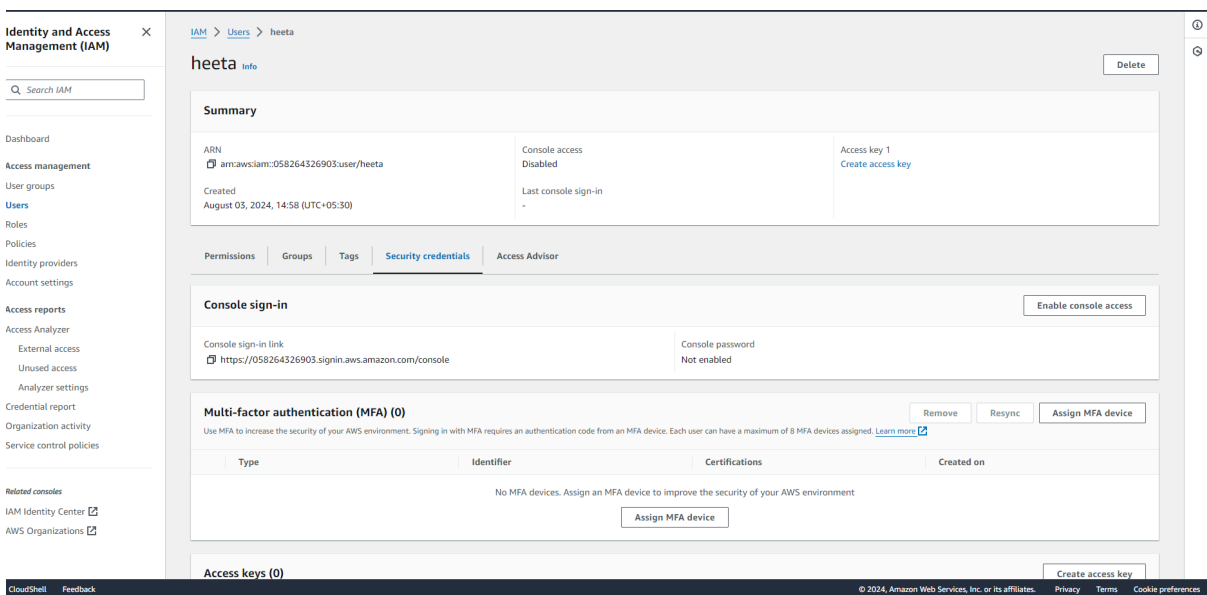 Identity and Access
Management (IAM)
Search IAM
Dashboard
Access management
User groups
Users
Roles
Policies
Identity providers
Account settings
Access reports
Access Analyzer
External access
Unused access
Analyzer settings
Credential report
Organization activity
Service control policies
Related consoles
IAM Identity Center
AWS Organizations
IAM > Users > heeta
heeta Info
Delete
Summary
ARN
arn:aws:iam::058264326903:user/heeta
Created
August 03, 2024, 14:58 (UTC+05:30)
Console access
Disabled
Last console sign-in
-
Access key 1
Create access key
Permissions Groups Tags Security credentials Access Advisor
Console sign-in
Enable console access
Console sign-in link
https://058264326903.signin.aws.amazon.com/console
Console password
Not enabled
Multi-factor authentication (MFA) (0)
Remove Resync Assign MFA device
Use MFA to increase the security of your AWS environment. Signing in with MFA requires an authentication code from an MFA device. Each user can have a maximum of 8 MFA devices assigned. Learn more
Type Identifier Certifications Created on
No MFA devices. Assign an MFA device to improve the security of your AWS environment
Assign MFA device
Access keys (0)
Create access key
CloudShell Feedback © 2024, Amazon Web Services, Inc. or its affiliates. Privacy Terms Cookie preferences